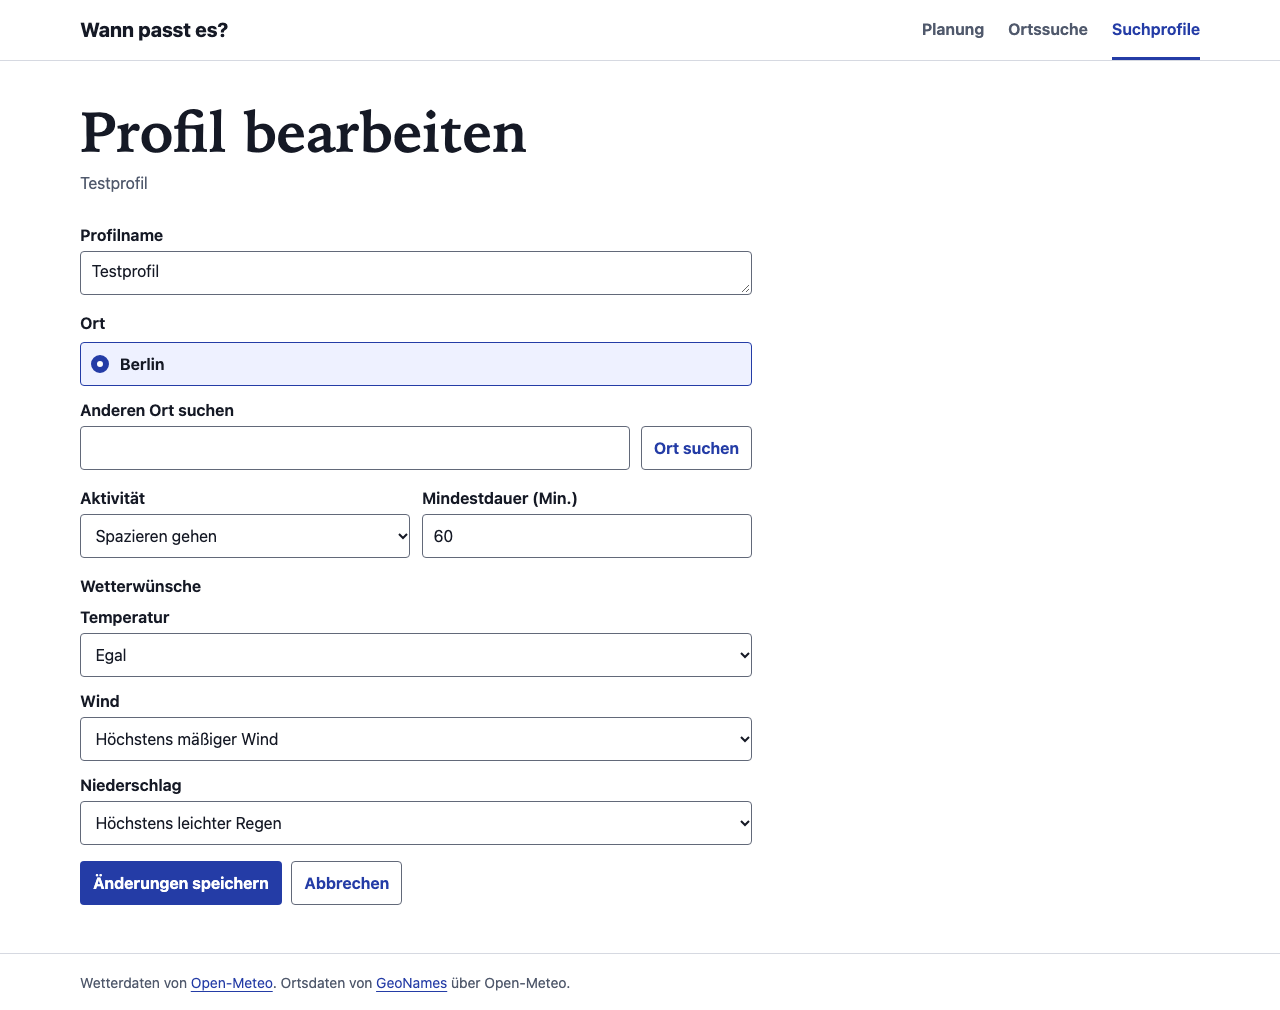 Wann passt es?
Planung
Ortssuche
Suchprofile
Profil bearbeiten
Testprofil
Profilname
Testprofil
Ort
Berlin
Anderen Ort suchen
Ort suchen
Aktivität
Mindestdauer (Min.)
Spazieren gehen
60
Wetterwünsche
Temperatur
Egal
Wind
Höchstens mäßiger Wind
Niederschlag
Höchstens leichter Regen
Änderungen speichern
Abbrechen
Wetterdaten von Open-Meteo. Ortsdaten von GeoNames über Open-Meteo.